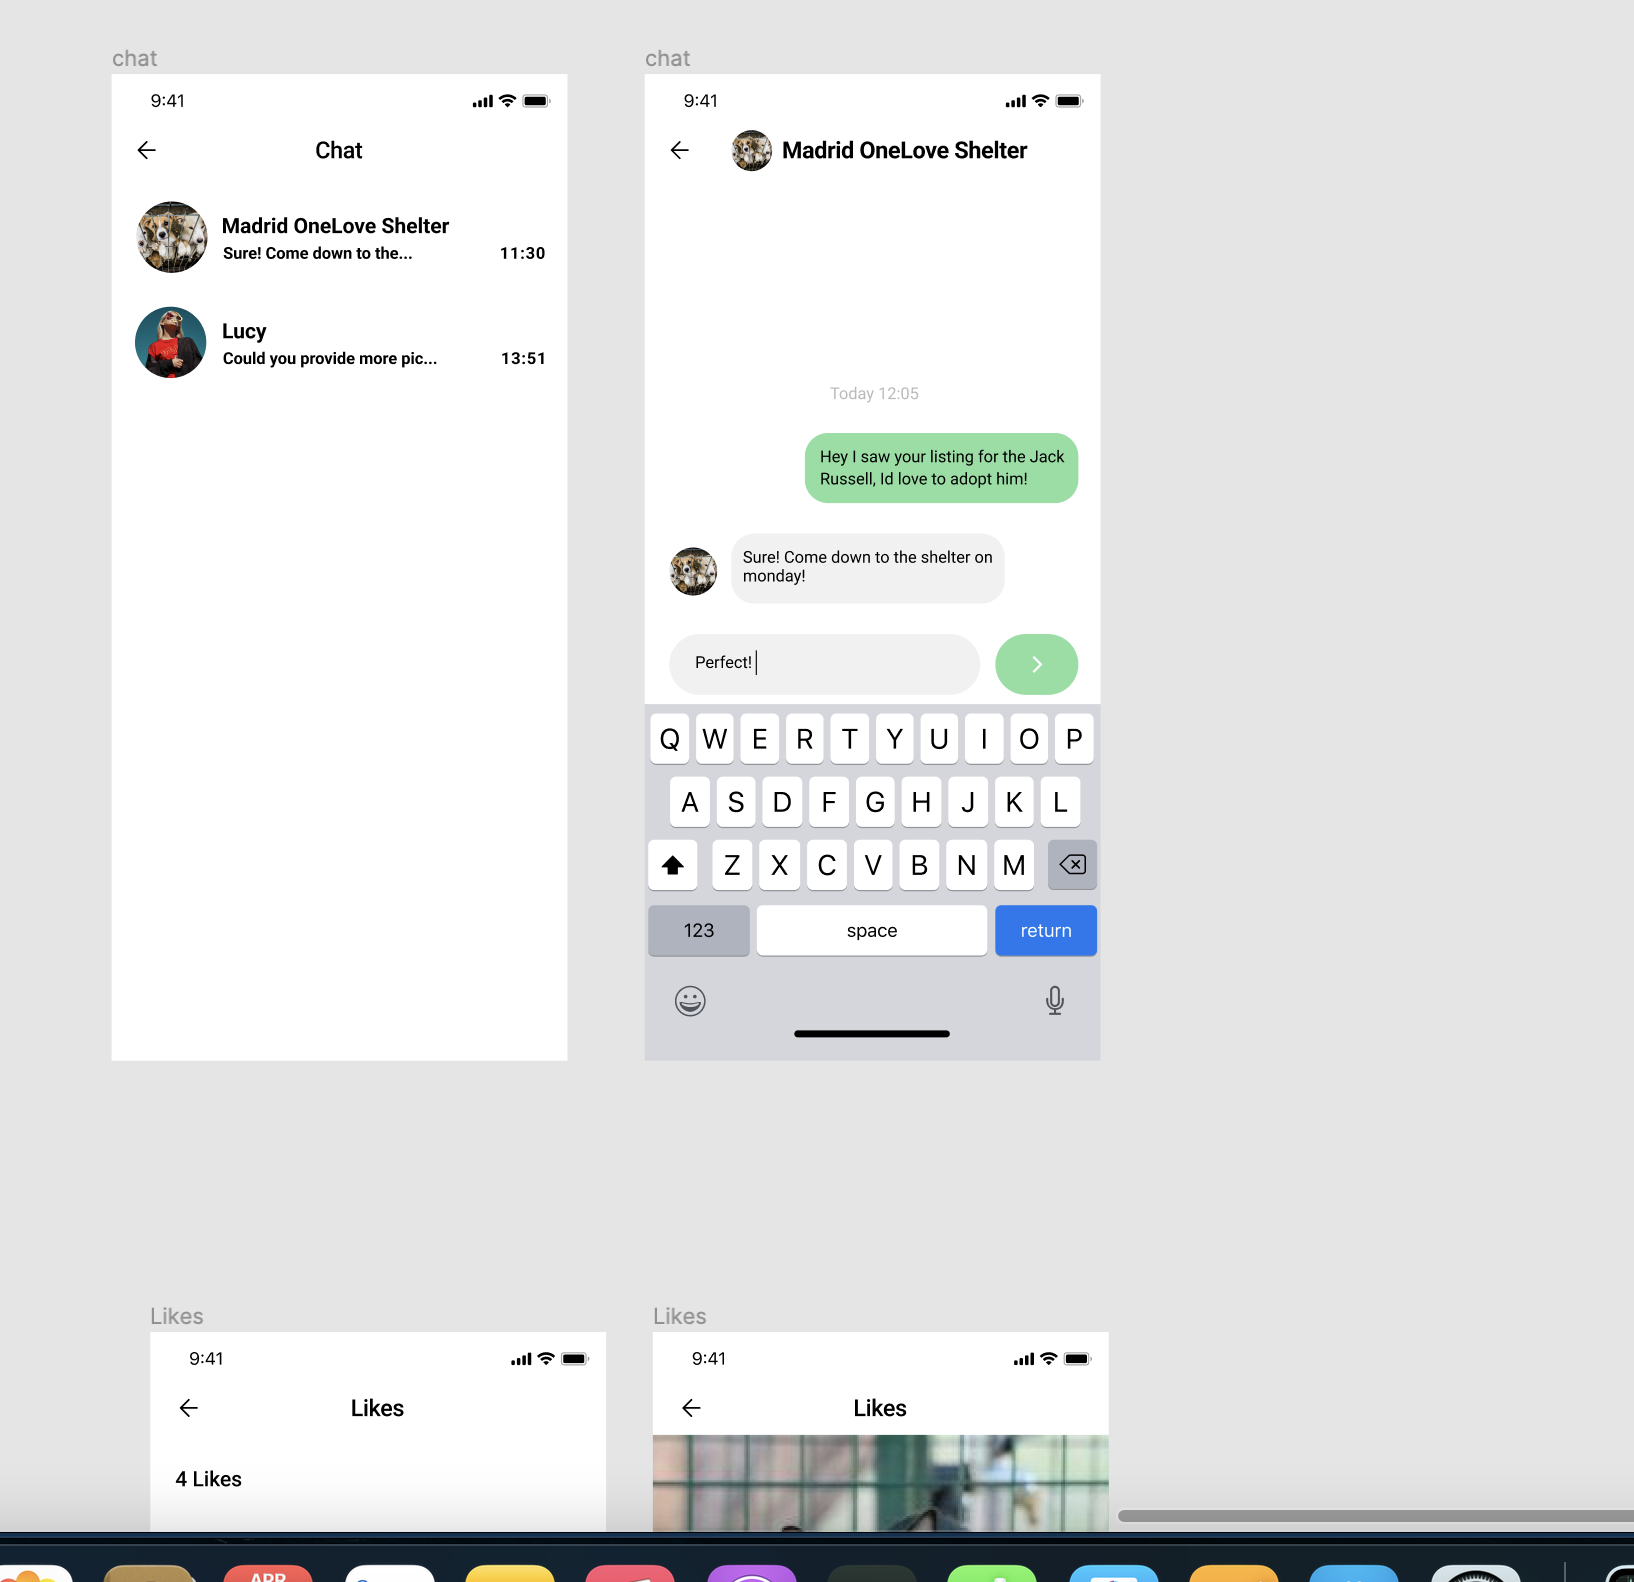 chat
9:41
Chat
Madrid OneLove Shelter
Sure! Come down to the...
11:30
Lucy
Could you provide more pic...
13:51
chat
9:41
Madrid OneLove Shelter
Today 12:05
Hey I saw your listing for the Jack
Russell, Id love to adopt him!
Sure! Come down to the shelter on
monday!
Perfect!
Q W E R T Y U I O P
A S D F G H J K L
Z X C V B N M
123 space return
Likes
9:41
Likes
4 Likes
Likes
9:41
Likes
APR